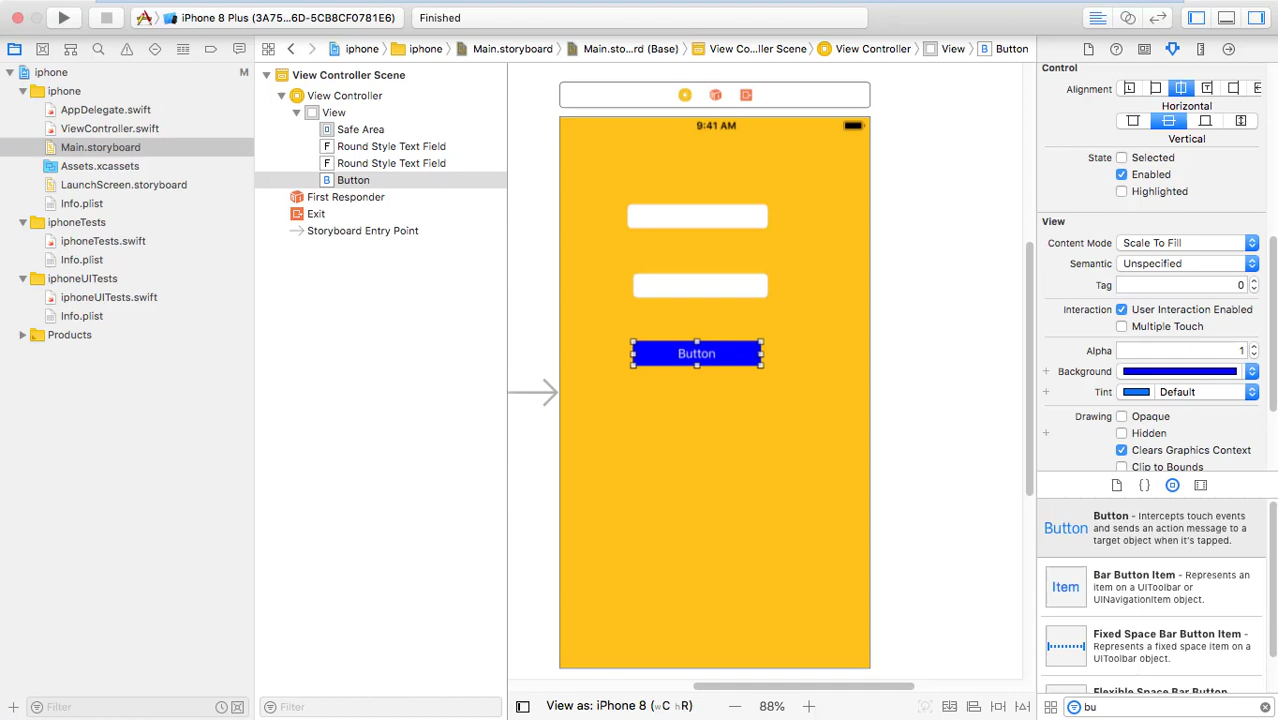 iPhone 8 Plus (3A75...6D-5CB8CF0781E6)
Finished
iphone
iphone
Main.storyboard
Main.sto...rd (Base)
View Co...ller Scene
View Controller
View
B
Button
iphone
M
iphone
AppDelegate.swift
ViewController.swift
Main.storyboard
Assets.xcassets
LaunchScreen.storyboard
Info.plist
iphoneTests
iphoneTests.swift
Info.plist
iphoneUITests
iphoneUITests.swift
Info.plist
Products
Filter
View Controller Scene
View Controller
View
Safe Area
F Round Style Text Field
F Round Style Text Field
B Button
First Responder
Exit
Storyboard Entry Point
Filter
9:41 AM
Button
View as: iPhone 8 (wC hR)
88%
Control
Alignment
Horizontal
Vertical
State
Selected
Enabled
Highlighted
View
Content Mode Scale To Fill
Semantic Unspecified
Tag 0
Interaction User Interaction Enabled
Multiple Touch
Alpha 1
Background
Tint Default
Drawing Opaque
Hidden
Clears Graphics Context
Clip to Bounds
Button
Button - Intercepts touch events
and sends an action message to a
target object when it's tapped.
Item
Bar Button Item - Represents an
item on a UIToolbar or
UINavigationItem object.
Fixed Space Bar Button Item -
Represents a fixed space item on a
UIToolbar object.
Flexible Space Bar Button
bu